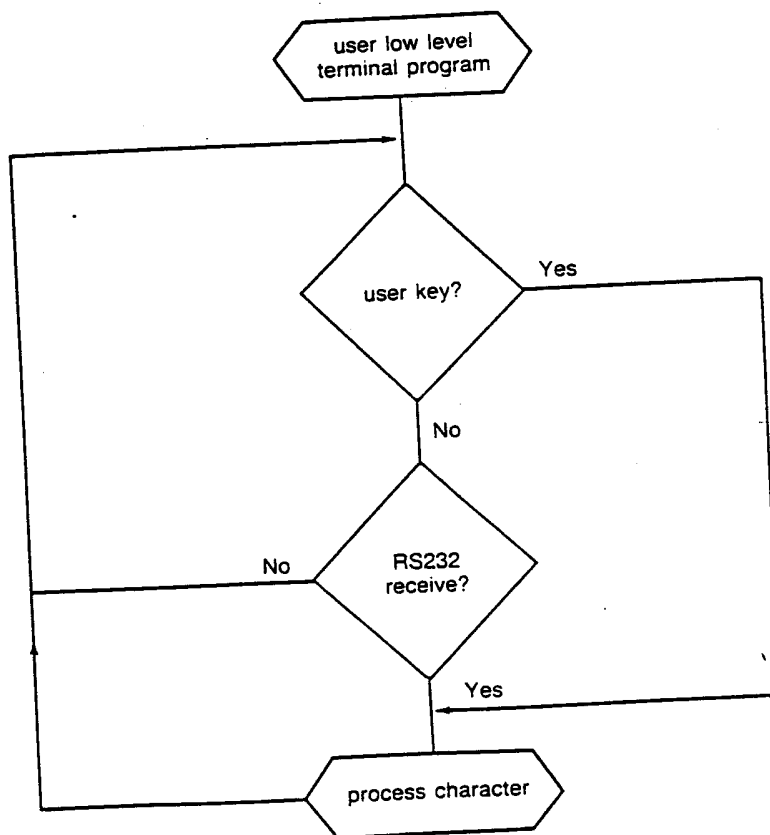 user low level
terminal program
user key?
Yes
No
RS232
receive?
No
Yes
process character